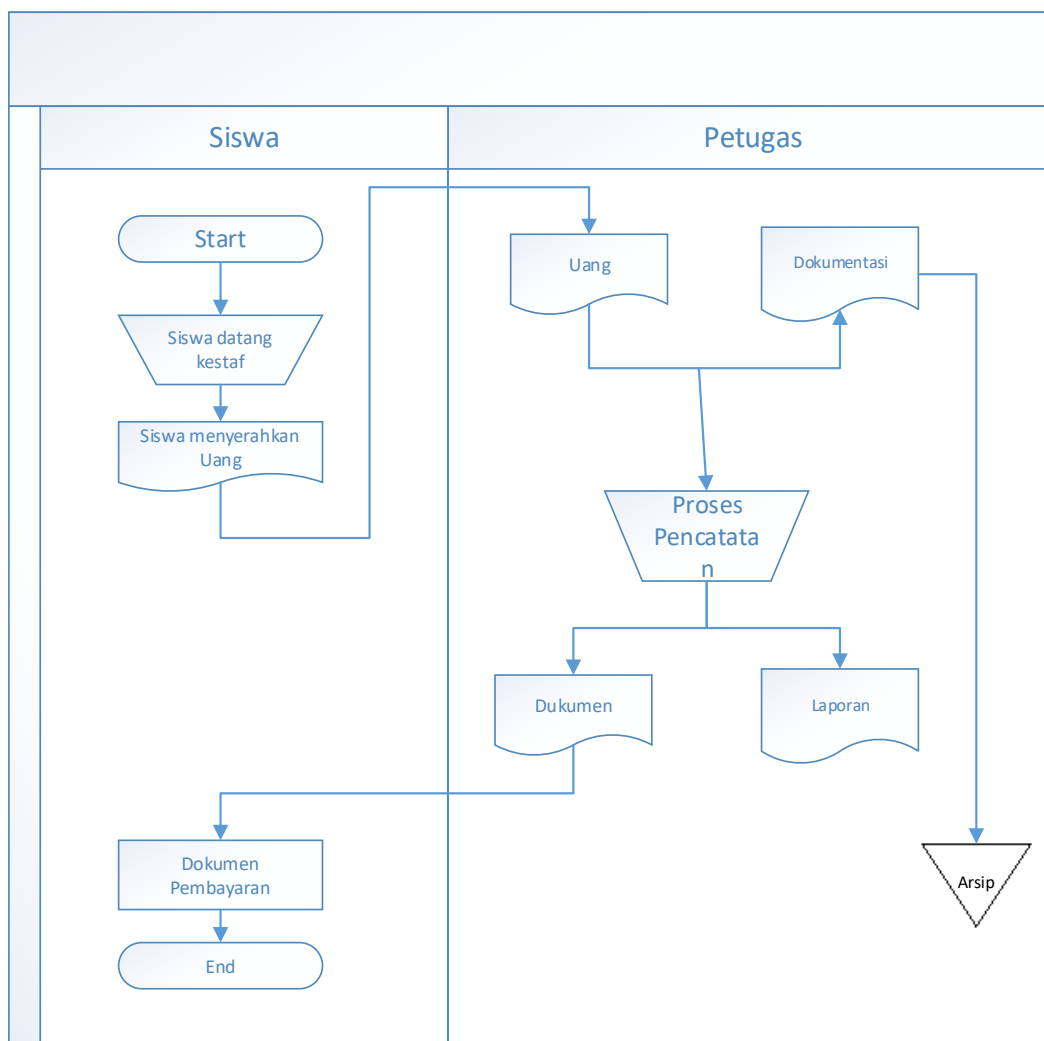 Siswa
Petugas
Start
Siswa datang
kestaf
Siswa menyerahkan
Uang
Uang
Dokumentasi
Proses
Pencatata
n
Dukumen
Laporan
Dokumen
Pembayaran
End
Arsip